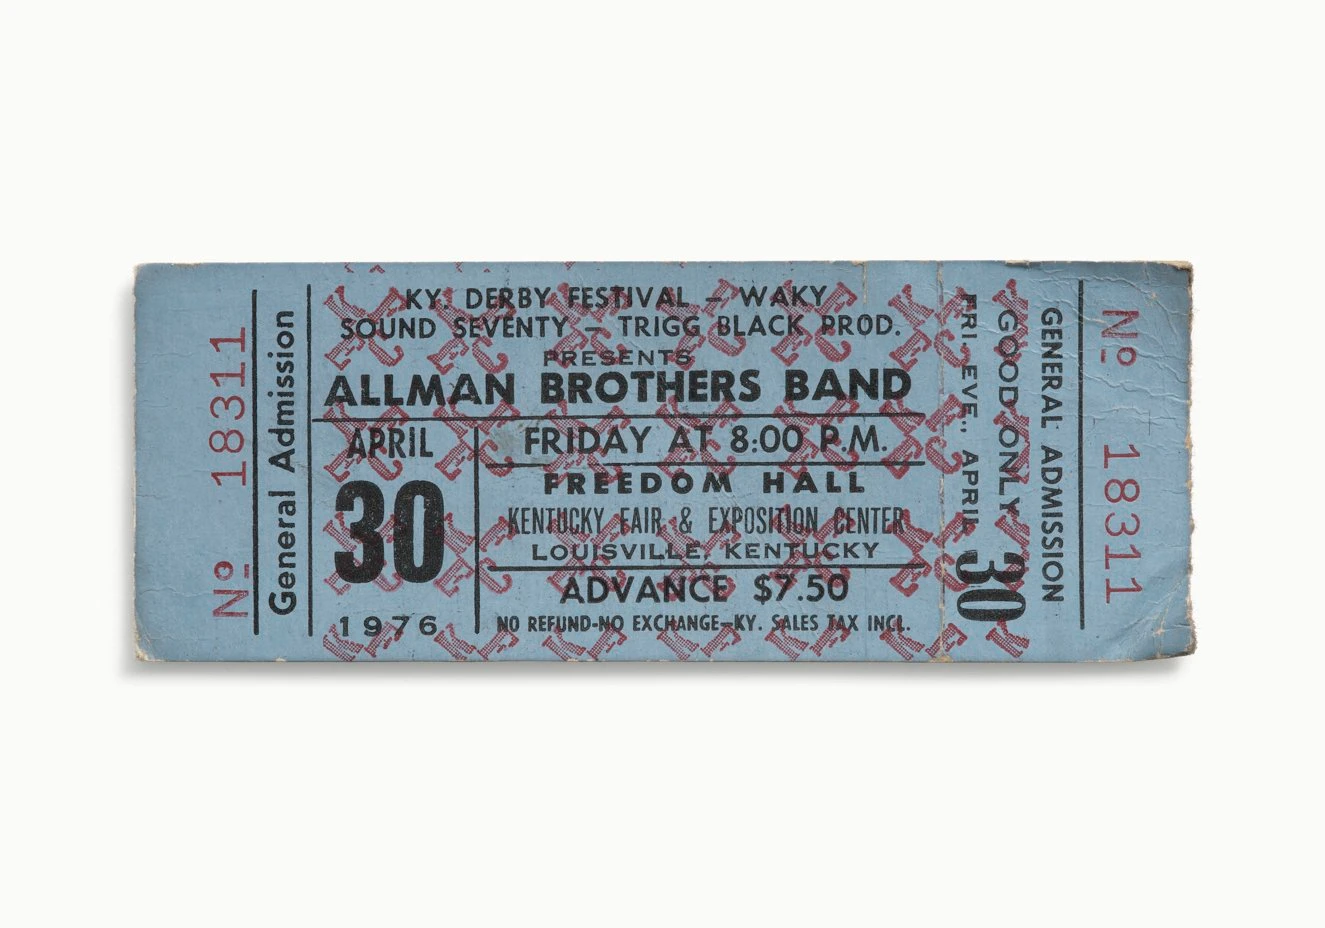 Nº 18311
General Admission
KY. DERBY FESTIVAL – WAKY
SOUND SEVENTY – TRIGG BLACK PROD.
PRESENTS
ALLMAN BROTHERS BAND
APRIL
30
1976
FRIDAY AT 8:00 P.M.
FREEDOM HALL
KENTUCKY FAIR & EXPOSITION CENTER
LOUISVILLE, KENTUCKY
ADVANCE $7.50
NO REFUND-NO EXCHANGE-KY. SALES TAX INCL.
GENERAL ADMISSION
GOOD ONLY
FRI. EVE., APRIL
30
Nº 18311